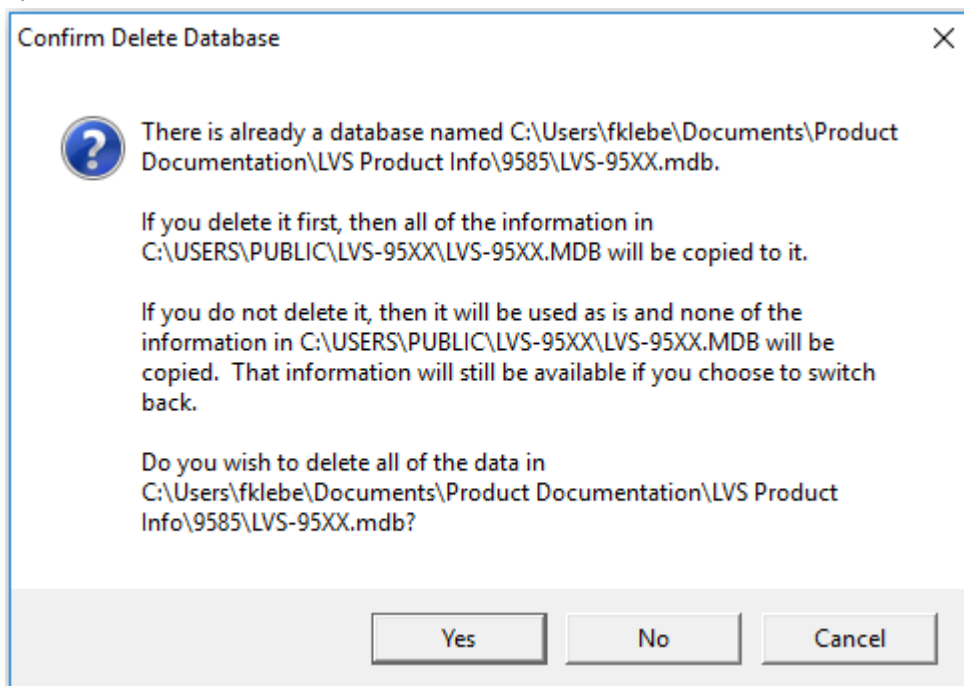 Confirm Delete Database
There is already a database named C:\Users\fklebe\Documents\Product
Documentation\LVS Product Info\9585\LVS-95XX.mdb.
If you delete it first, then all of the information in
C:\USERS\PUBLIC\LVS-95XX\LVS-95XX.MDB will be copied to it.
If you do not delete it, then it will be used as is and none of the
information in C:\USERS\PUBLIC\LVS-95XX\LVS-95XX.MDB will be
copied.  That information will still be available if you choose to switch
back.
Do you wish to delete all of the data in
C:\Users\fklebe\Documents\Product Documentation\LVS Product
Info\9585\LVS-95XX.mdb?
Yes No Cancel